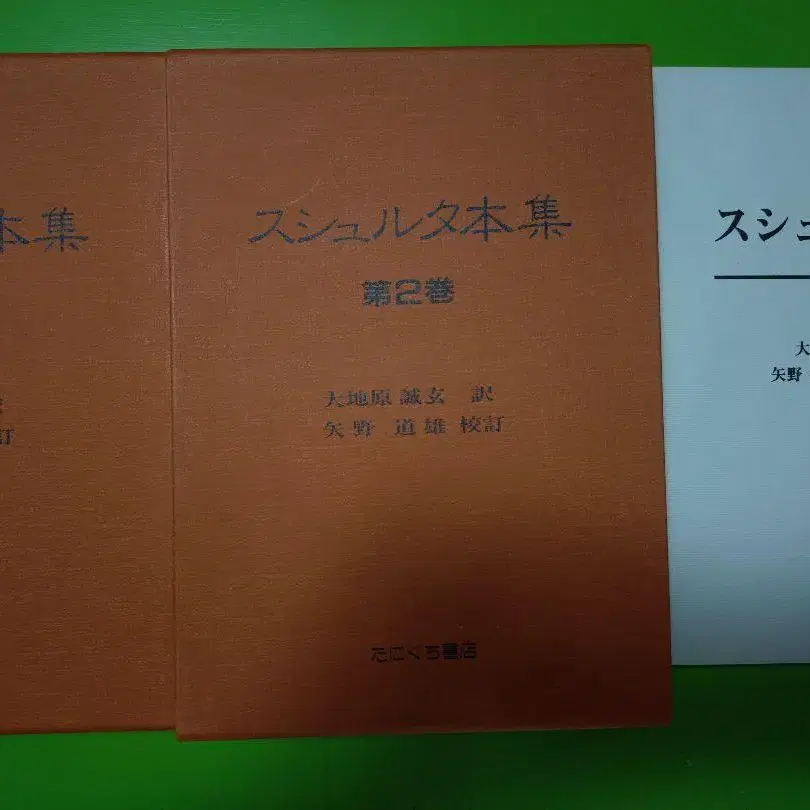 本集
訂
スシュルタ本集
第2巻
大地原 誠玄 訳
矢野 道雄 校訂
たにぐち書店
スシュ
大
矢野